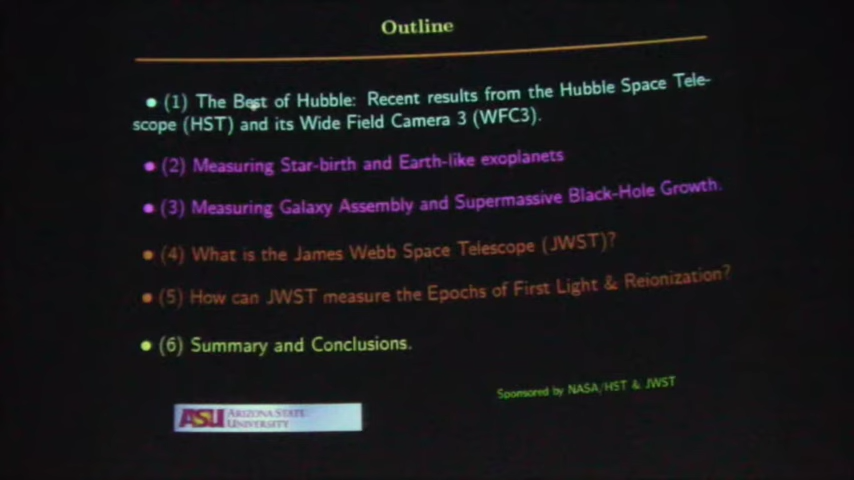 Outline
• (1) The Best of Hubble: Recent results from the Hubble Space Tele-
scope (HST) and its Wide Field Camera 3 (WFC3).
• (2) Measuring Star-birth and Earth-like exoplanets
• (3) Measuring Galaxy Assembly and Supermassive Black-Hole Growth.
• (4) What is the James Webb Space Telescope (JWST)?
• (5) How can JWST measure the Epochs of First Light & Reionization?
• (6) Summary and Conclusions.
Sponsored by NASA/HST & JWST
ASU ARIZONA STATE
UNIVERSITY